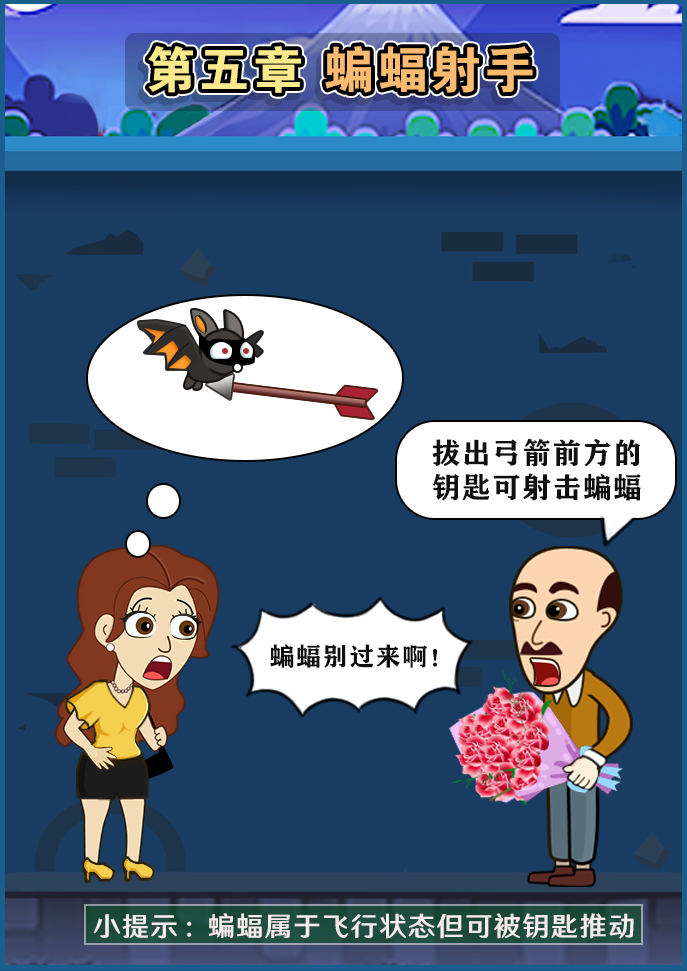 第五章 蝙蝠射手
拔出弓箭前方的
钥匙可射击蝙蝠
蝙蝠别过来啊!
小提示：蝙蝠属于飞行状态但可被钥匙推动